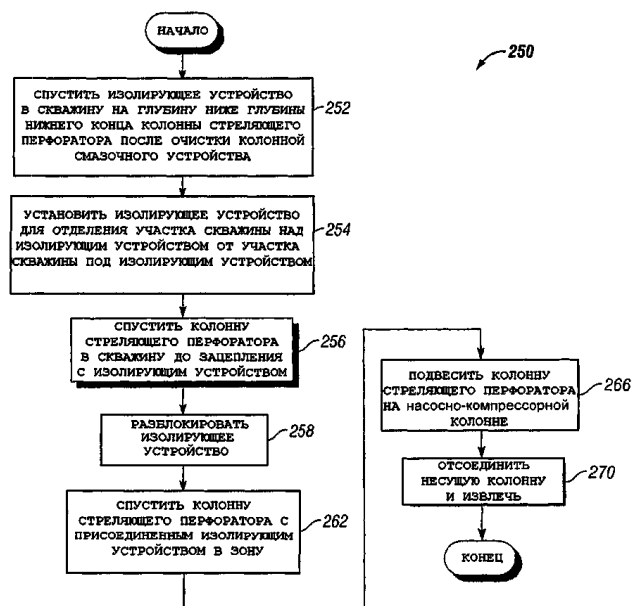 НАЧАЛО
250
СПУСТИТЬ ИЗОЛИРУЮЩЕЕ УСТРОЙСТВО
В СКВАЖИНУ НА ГЛУБИНУ НИЖЕ ГЛУБИНЫ
НИЖНЕГО КОНЦА КОЛОННЫ СТРЕЛЯЮЩЕГО
ПЕРФОРАТОРА ПОСЛЕ ОЧИСТКИ КОЛОННОЙ
СМАЗОЧНОГО УСТРОЙСТВА
252
УСТАНОВИТЬ ИЗОЛИРУЮЩЕЕ УСТРОЙСТВО
ДЛЯ ОТДЕЛЕНИЯ УЧАСТКА СКВАЖИНЫ НАД
ИЗОЛИРУЮЩИМ УСТРОЙСТВОМ ОТ УЧАСТКА
СКВАЖИНЫ ПОД ИЗОЛИРУЮЩИМ УСТРОЙСТВОМ
254
СПУСТИТЬ КОЛОННУ
СТРЕЛЯЮЩЕГО ПЕРФОРАТОРА
В СКВАЖИНУ ДО ЗАЦЕПЛЕНИЯ
С ИЗОЛИРУЮЩИМ УСТРОЙСТВОМ
256
РАЗБЛОКИРОВАТЬ
ИЗОЛИРУЮЩЕЕ
УСТРОЙСТВО
258
СПУСТИТЬ КОЛОННУ
СТРЕЛЯЮЩЕГО ПЕРФОРАТОРА С
ПРИСОЕДИНЕННЫМ ИЗОЛИРУЮЩИМ
УСТРОЙСТВОМ В ЗОНУ
262
ПОДВЕСИТЬ КОЛОННУ
СТРЕЛЯЮЩЕГО ПЕРФОРАТОРА
НА насосно-компрессорной
КОЛОННЕ
266
ОТСОЕДИНИТЬ
НЕСУЩУЮ КОЛОННУ
И ИЗВЛЕЧЬ
270
КОНЕЦ